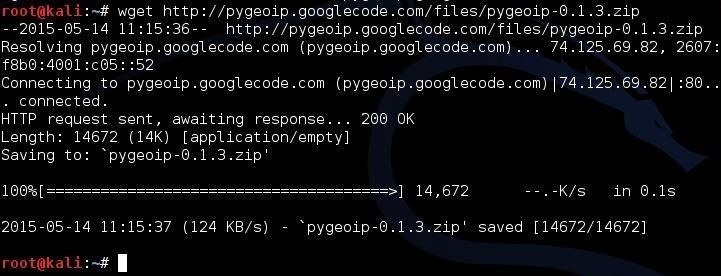 root@kali:~# wget http://pygeoip.googlecode.com/files/pygeoip-0.1.3.zip
--2015-05-14 11:15:36--  http://pygeoip.googlecode.com/files/pygeoip-0.1.3.zip
Resolving pygeoip.googlecode.com (pygeoip.googlecode.com)... 74.125.69.82, 2607:
f8b0:4001:c05::52
Connecting to pygeoip.googlecode.com (pygeoip.googlecode.com)|74.125.69.82|:80..
. connected.
HTTP request sent, awaiting response... 200 OK
Length: 14672 (14K) [application/empty]
Saving to: `pygeoip-0.1.3.zip'
100%[======================================>] 14,672      --.-K/s   in 0.1s
2015-05-14 11:15:37 (124 KB/s) - `pygeoip-0.1.3.zip' saved [14672/14672]
root@kali:~#